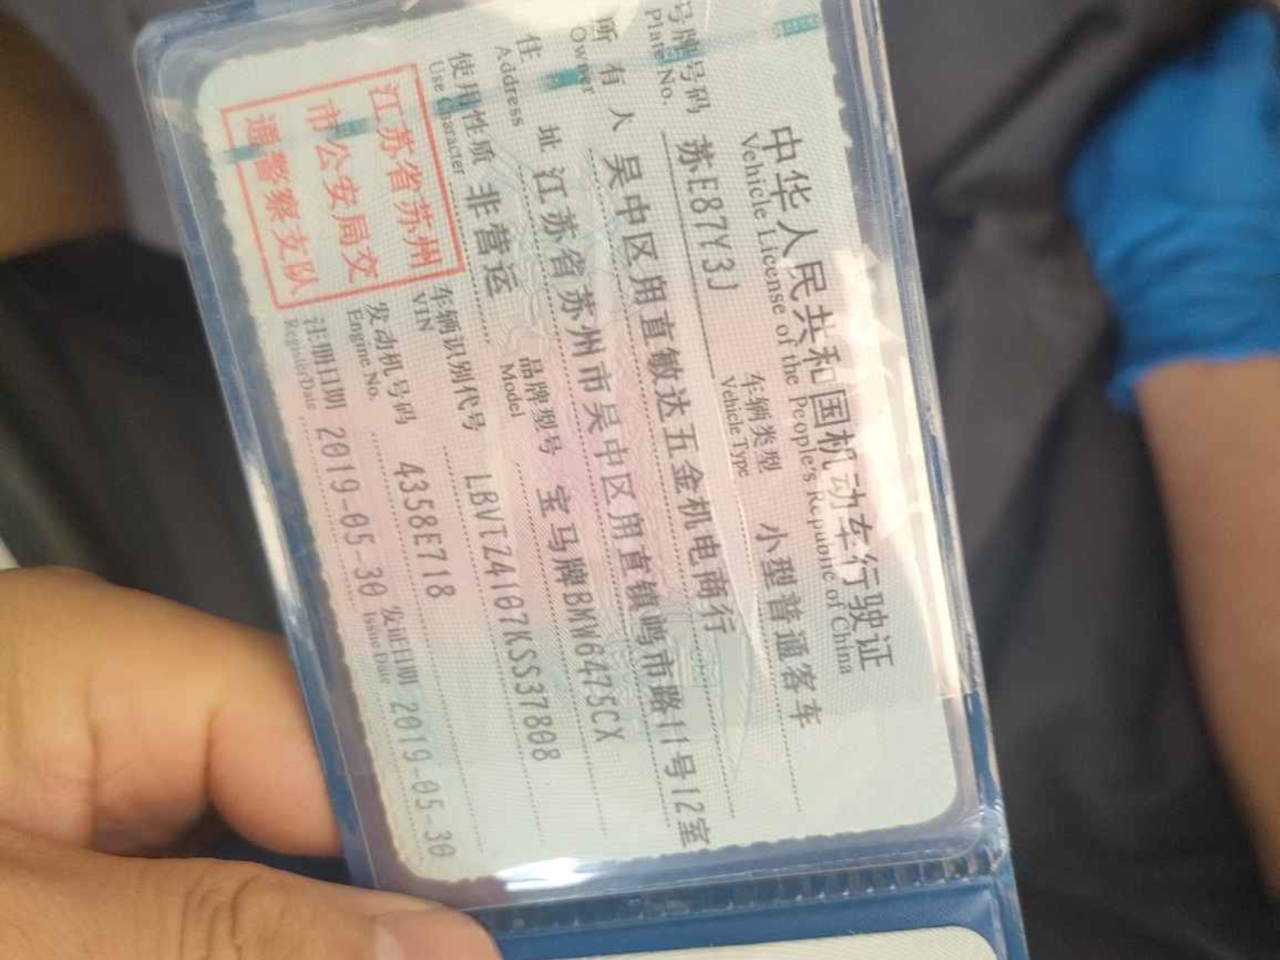 中华人民共和国机动车行驶证
Vehicle License of the People's Republic of China
号牌号码 苏E87Y3J 车辆类型 小型普通客车
Plate No. Vehicle Type
所有人 吴中区甪直敏达五金机电商行
Owner
住址 江苏省苏州市吴中区甪直镇鸣市路11号12室
Address
使用性质 非营运 品牌型号 宝马牌BMW6475CX
Use Character Model
江苏省苏州
市公安局交
通警察支队
车辆识别代号 LBVTZ4107KSS37808
VIN
发动机号码 4358E718
Engine No.
注册日期 2019-05-30 发证日期 2019-05-30
Register Date Issue Date